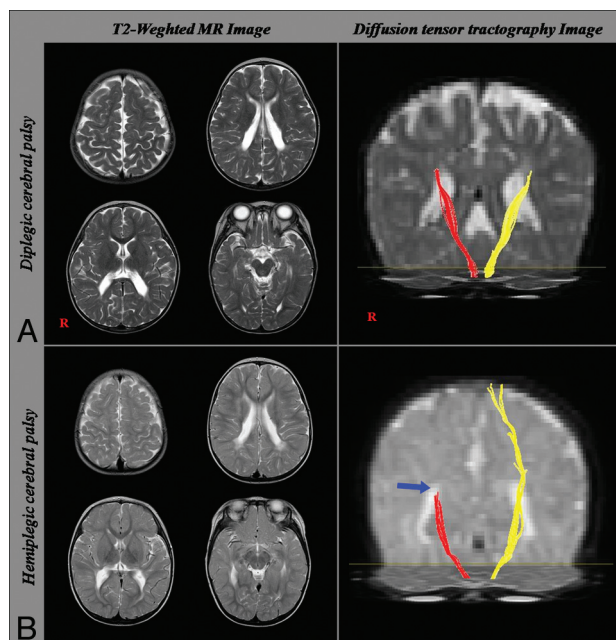 T2-Weghted MR Image
Diffusion tensor tractography Image
Diplegic cerebral palsy
R
R
A
Hemiplegic cerebral palsy
B